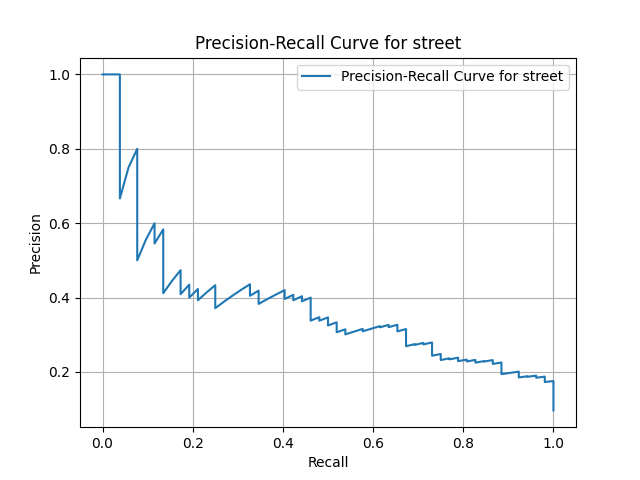 Precision-Recall Curve for street
Precision-Recall Curve for street
1.0
0.8
0.6
0.4
0.2
Precision
0.0 0.2 0.4 0.6 0.8 1.0
Recall